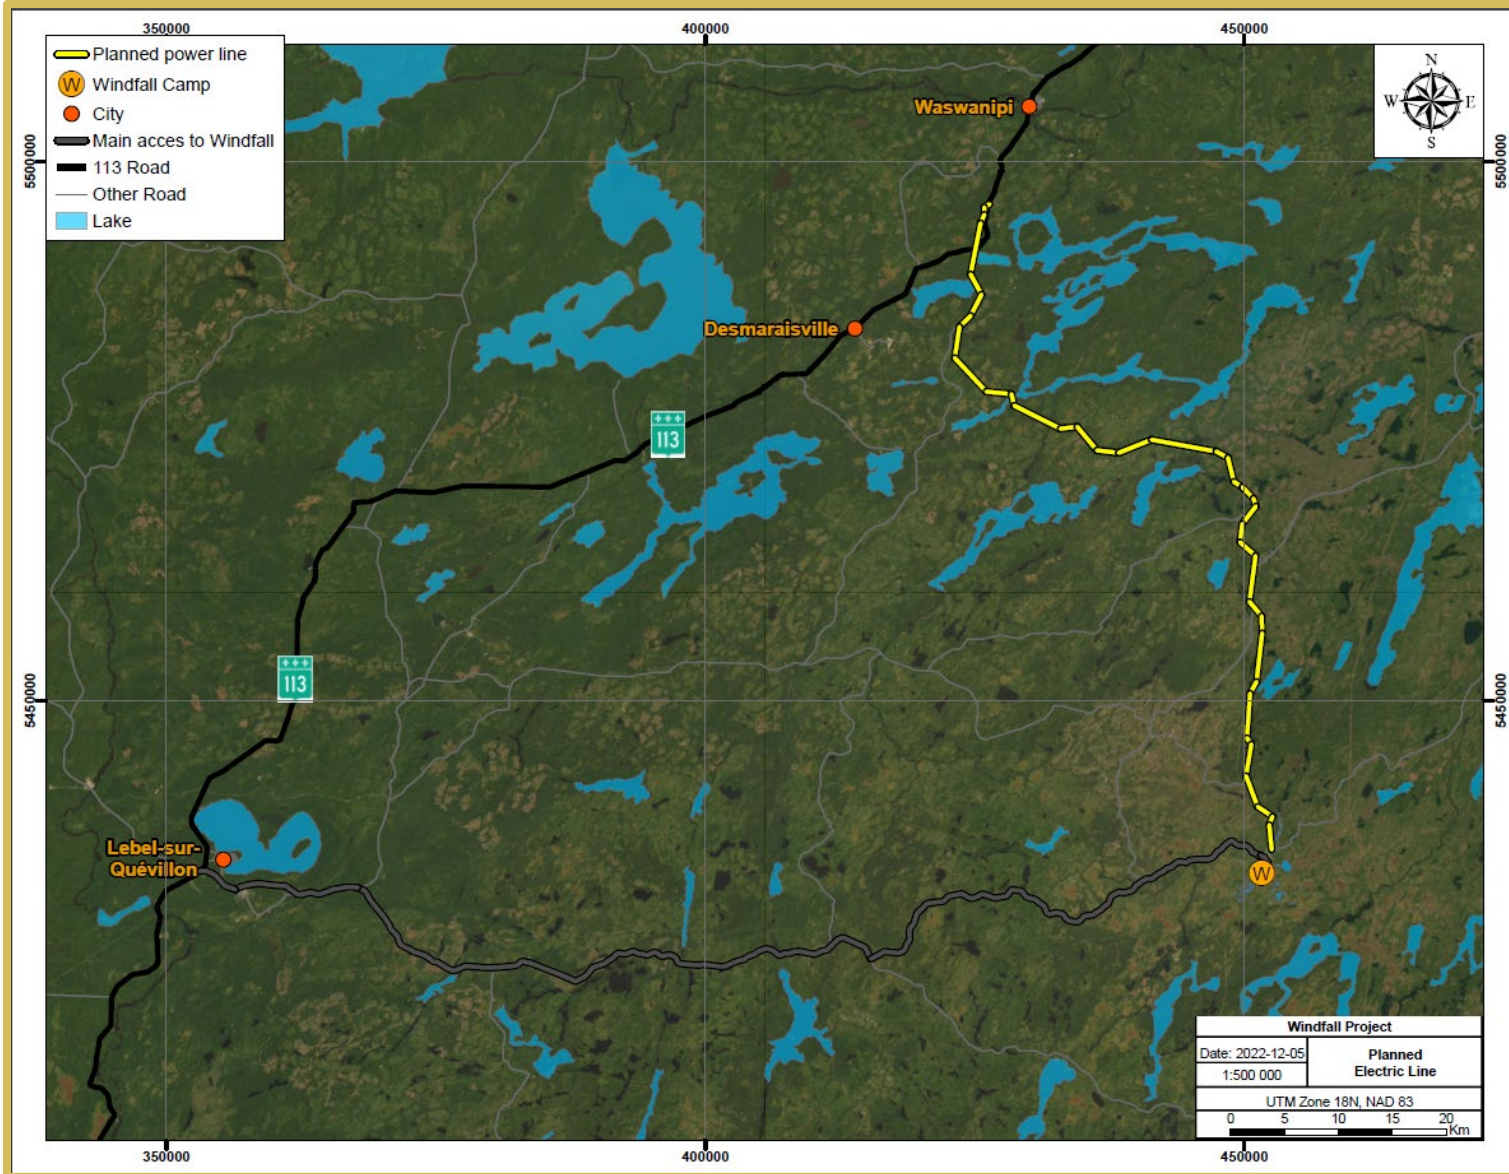 350000
400000
450000
Planned power line
W Windfall Camp
City
Main acces to Windfall
113 Road
Other Road
Lake
N
W E
S
Waswanipi
5500000
5500000
Desmaraisville
113
113
5450000
5450000
Lebel-sur-
Quévillon
W
Windfall Project
Date: 2022-12-05
1:500 000
Planned
Electric Line
UTM Zone 18N, NAD 83
0 5 10 15 20
Km
350000
400000
450000